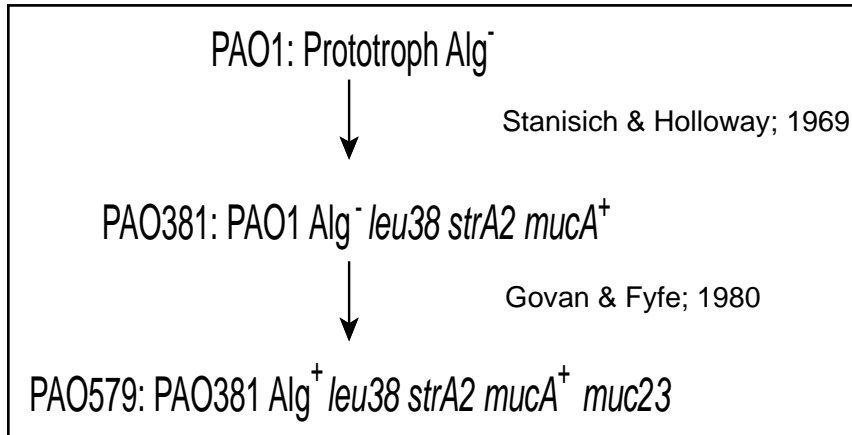 PAO1: Prototroph Alg⁻
Stanisich & Holloway; 1969
PAO381: PAO1 Alg⁻ leu38 strA2 mucA⁺
Govan & Fyfe; 1980
PAO579: PAO381 Alg⁺ leu38 strA2 mucA⁺ muc23